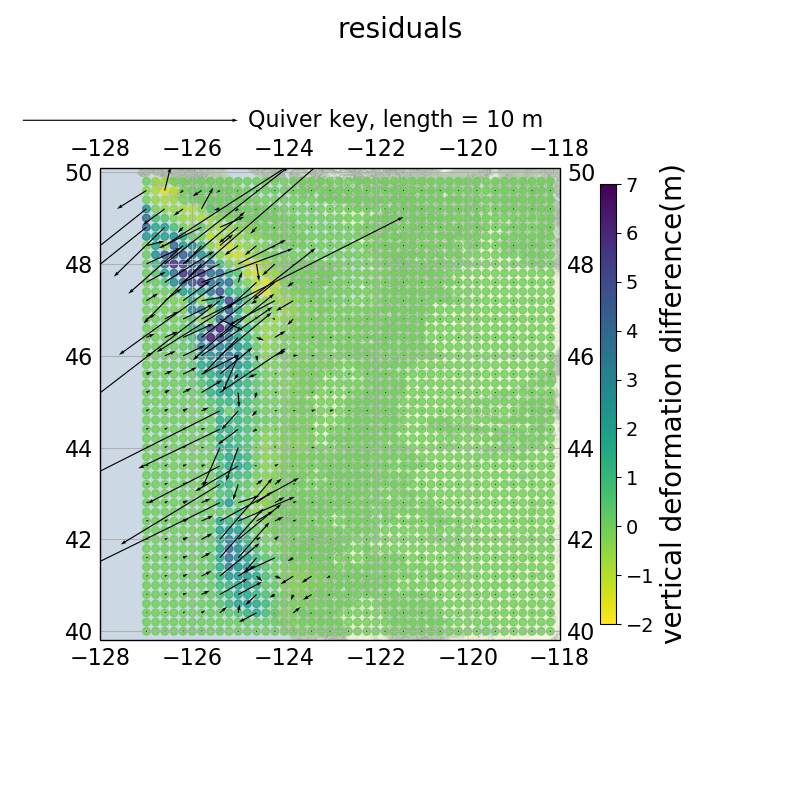 residuals
Quiver key, length = 10 m
−128 −126 −124 −122 −120 −118
50 50 7
6
48 48 5
4
46 46 3
2
44 44 1
0
42 42 −1
40 40 −2
−128 −126 −124 −122 −120 −118
vertical deformation difference(m)